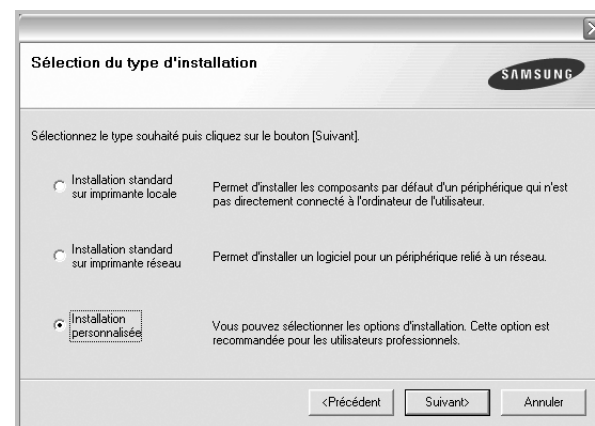 Sélection du type d'installation
SAMSUNG
Sélectionnez le type souhaité puis cliquez sur le bouton [Suivant].
Installation standard
sur imprimante locale
Permet d'installer les composants par défaut d'un périphérique qui n'est
pas directement connecté à l'ordinateur de l'utilisateur.
Installation standard
sur imprimante réseau
Permet d'installer un logiciel pour un périphérique relié à un réseau.
Installation
personnalisée
Vous pouvez sélectionner les options d'installation. Cette option est
recommandée pour les utilisateurs professionnels.
<Précédent
Suivant>
Annuler